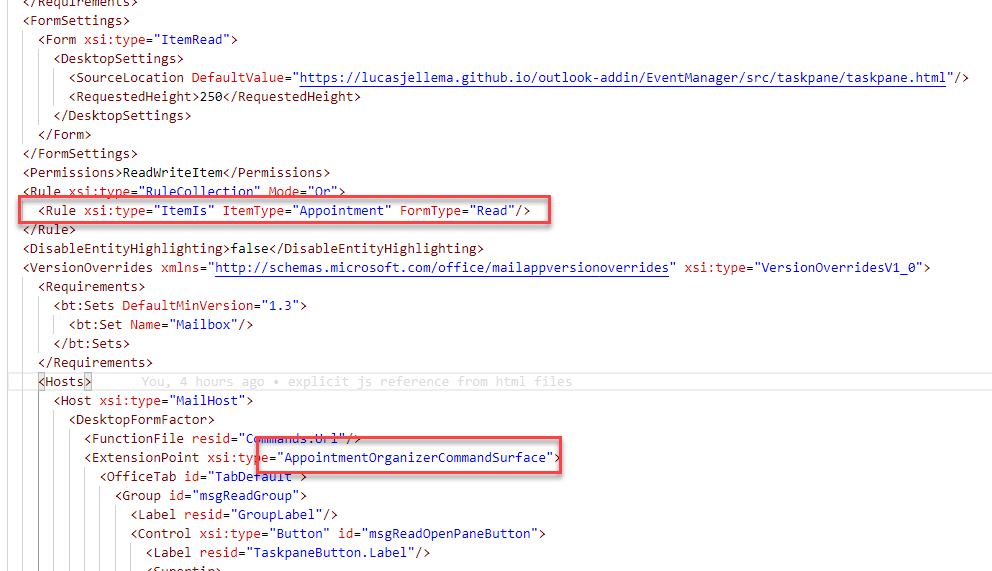 </Requirements>
<FormSettings>
<Form xsi:type="ItemRead">
<DesktopSettings>
<SourceLocation DefaultValue="https://lucasjellema.github.io/outlook-addin/EventManager/src/taskpane/taskpane.html"/>
<RequestedHeight>250</RequestedHeight>
</DesktopSettings>
</Form>
</FormSettings>
<Permissions>ReadWriteItem</Permissions>
<Rule xsi:type="RuleCollection" Mode="Or">
<Rule xsi:type="ItemIs" ItemType="Appointment" FormType="Read"/>
</Rule>
<DisableEntityHighlighting>false</DisableEntityHighlighting>
<VersionOverrides xmlns="http://schemas.microsoft.com/office/mailappversionoverrides" xsi:type="VersionOverridesV1_0">
<Requirements>
<bt:Sets DefaultMinVersion="1.3">
<bt:Set Name="Mailbox"/>
</bt:Sets>
</Requirements>
<Hosts> You, 4 hours ago • explicit js reference from html files
<Host xsi:type="MailHost">
<DesktopFormFactor>
<FunctionFile resid="Commands.Url"/>
<ExtensionPoint xsi:type="AppointmentOrganizerCommandSurface">
<OfficeTab id="TabDefault">
<Group id="msgReadGroup">
<Label resid="GroupLabel"/>
<Control xsi:type="Button" id="msgReadOpenPaneButton">
<Label resid="TaskpaneButton.Label"/>
<Supertip>